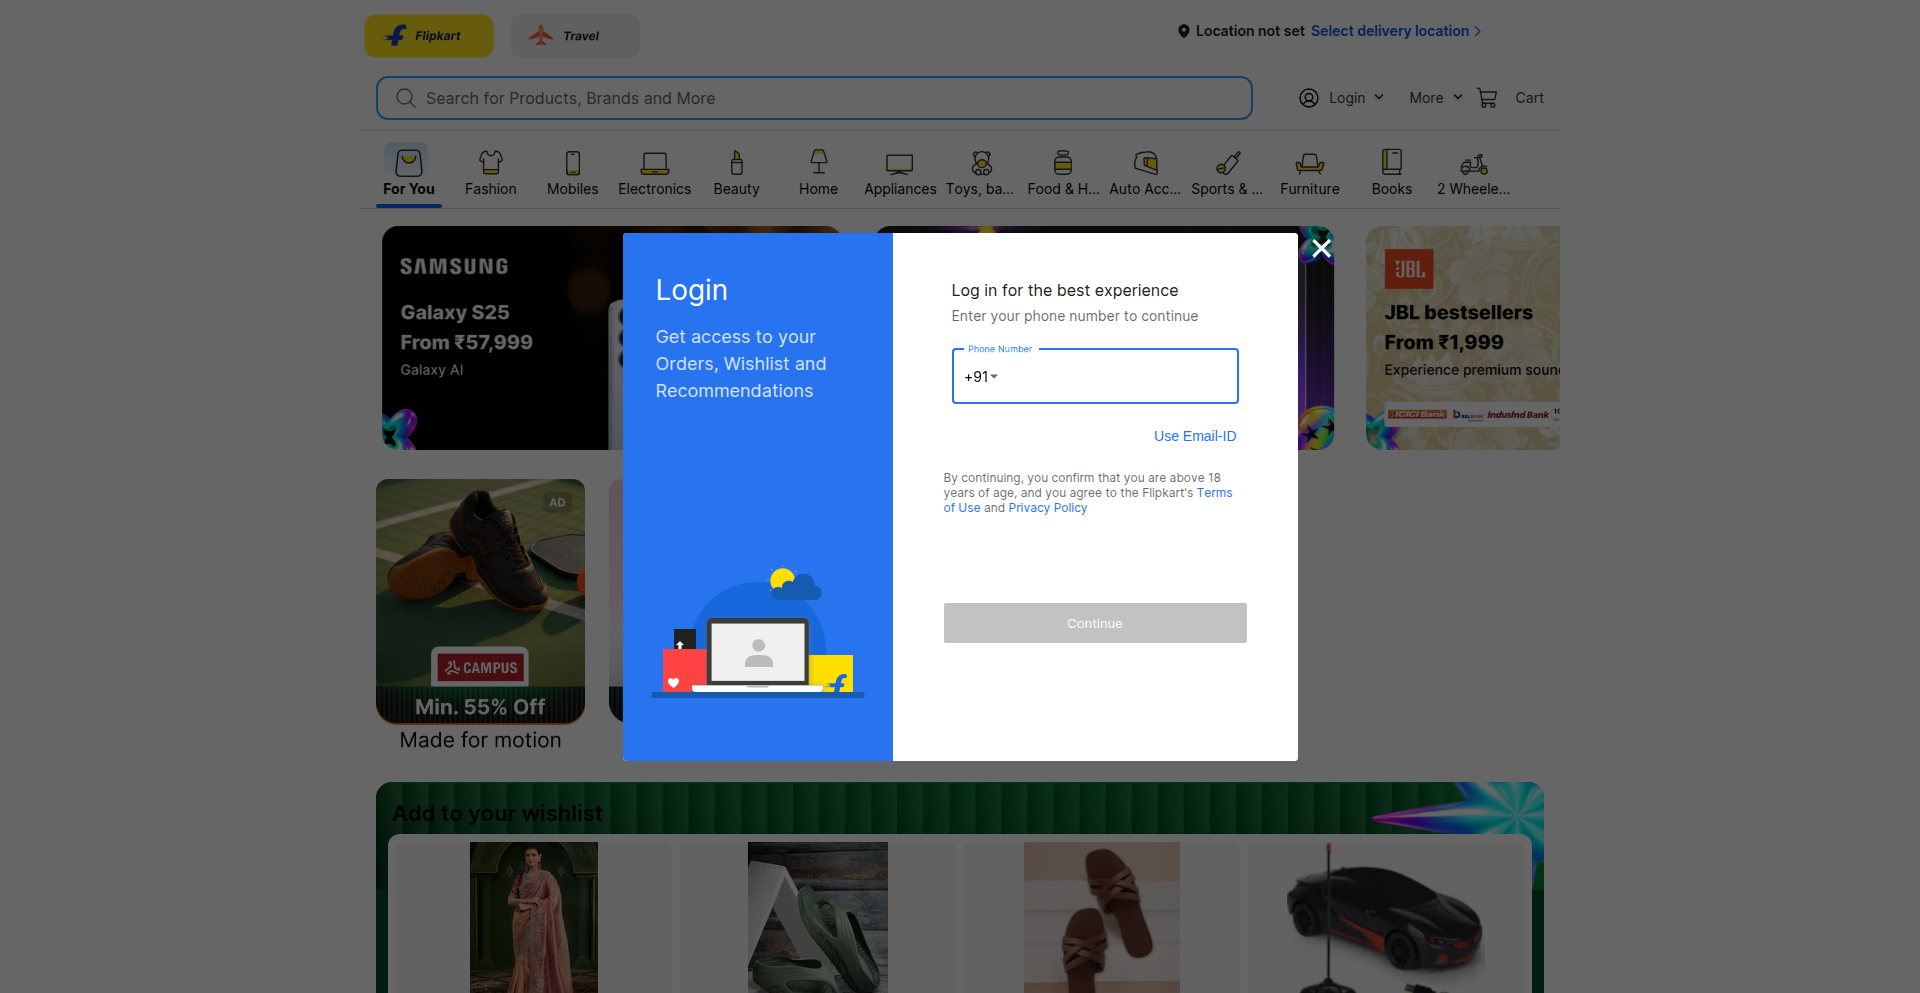 Flipkart
Travel
Location not set Select delivery location
Search for Products, Brands and More
Login
More
Cart
For You
Fashion
Mobiles
Electronics
Beauty
Home
Appliances
Toys, ba...
Food & H...
Auto Acc...
Sports & ...
Furniture
Books
2 Wheele...
SAMSUNG
Galaxy S25
From ₹57,999
Galaxy AI
JBL
JBL bestsellers
From ₹1,999
Experience premium soun
ICICI Bank
IndusInd Bank
Login
Get access to your
Orders, Wishlist and
Recommendations
Log in for the best experience
Enter your phone number to continue
Phone Number
+91
Use Email-ID
By continuing, you confirm that you are above 18
years of age, and you agree to the Flipkart's Terms
of Use and Privacy Policy
Continue
AD
CAMPUS
Min. 55% Off
Made for motion
Add to your wishlist